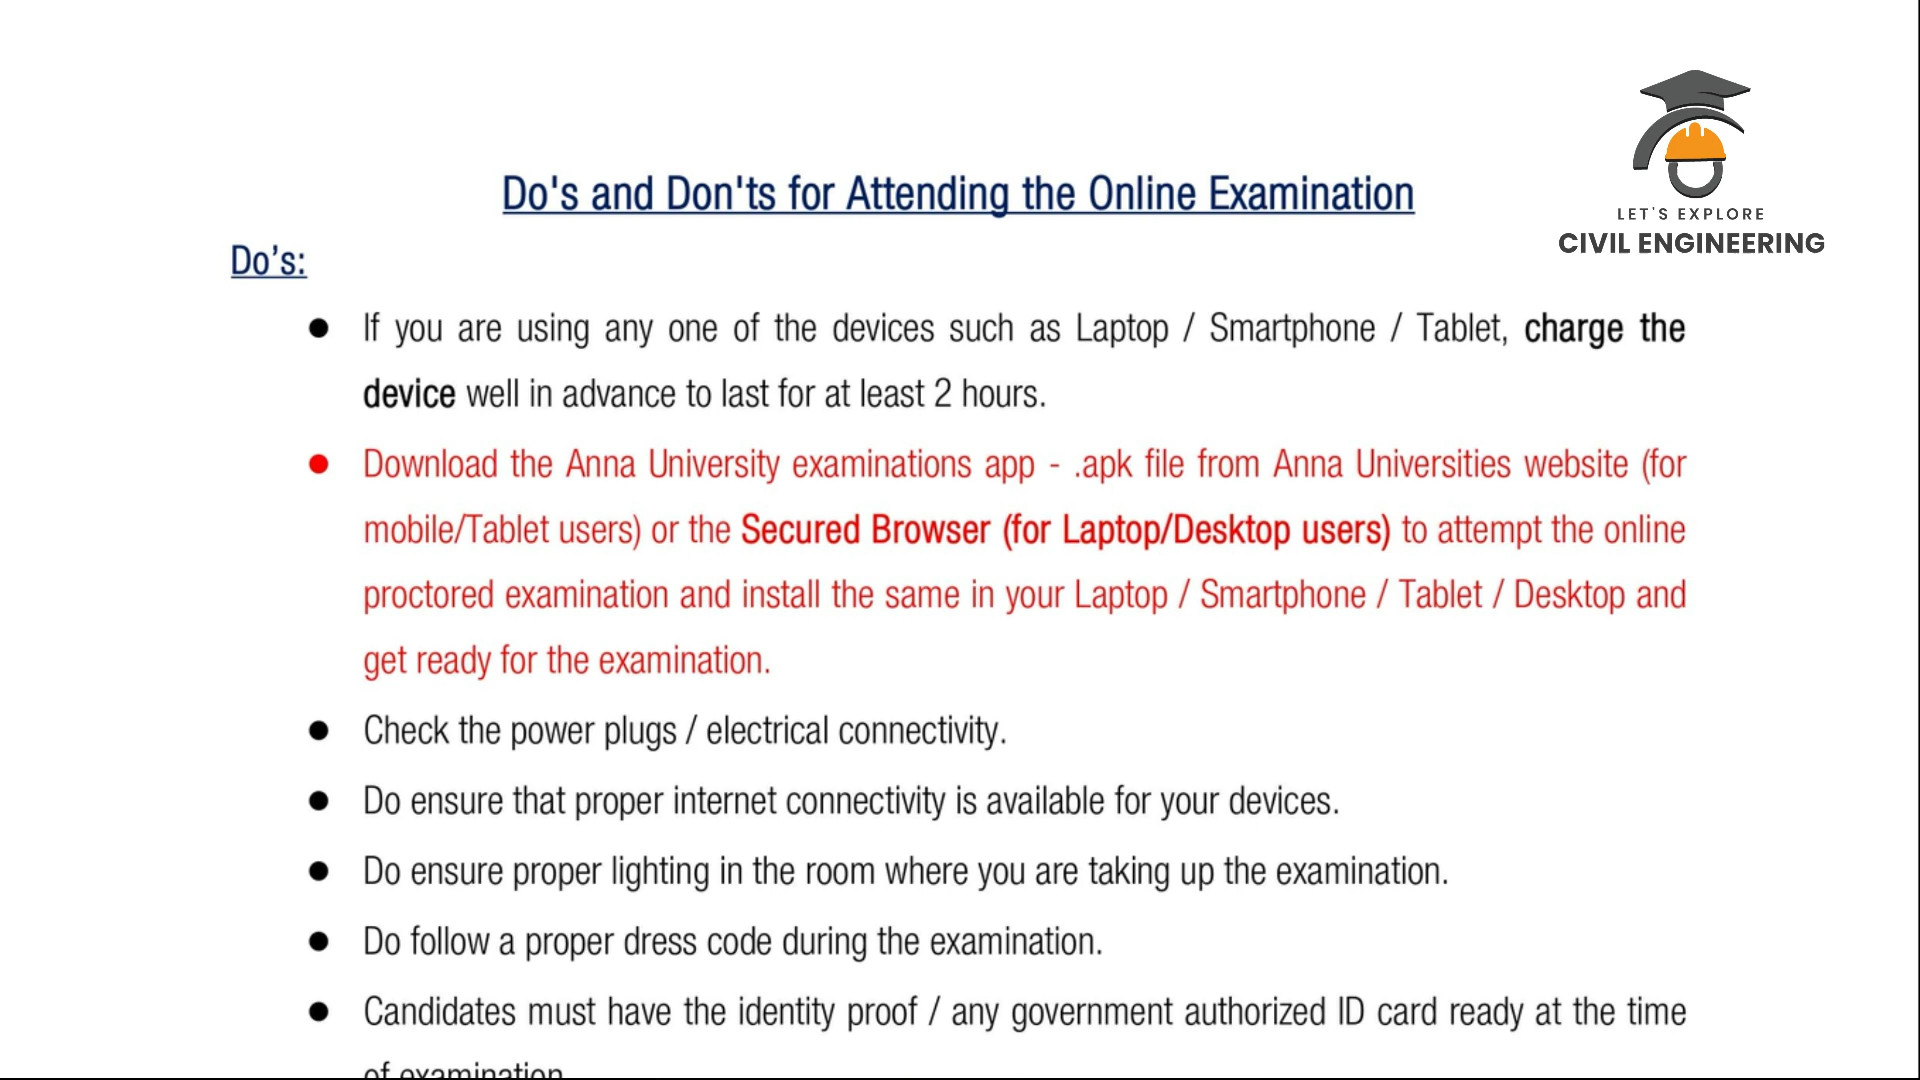 LET'S EXPLORE
CIVIL ENGINEERING
Do's and Don'ts for Attending the Online Examination
Do’s:
● If you are using any one of the devices such as Laptop / Smartphone / Tablet, charge the
device well in advance to last for at least 2 hours.
● Download the Anna University examinations app - .apk file from Anna Universities website (for
mobile/Tablet users) or the Secured Browser (for Laptop/Desktop users) to attempt the online
proctored examination and install the same in your Laptop / Smartphone / Tablet / Desktop and
get ready for the examination.
● Check the power plugs / electrical connectivity.
● Do ensure that proper internet connectivity is available for your devices.
● Do ensure proper lighting in the room where you are taking up the examination.
● Do follow a proper dress code during the examination.
● Candidates must have the identity proof / any government authorized ID card ready at the time
of examination